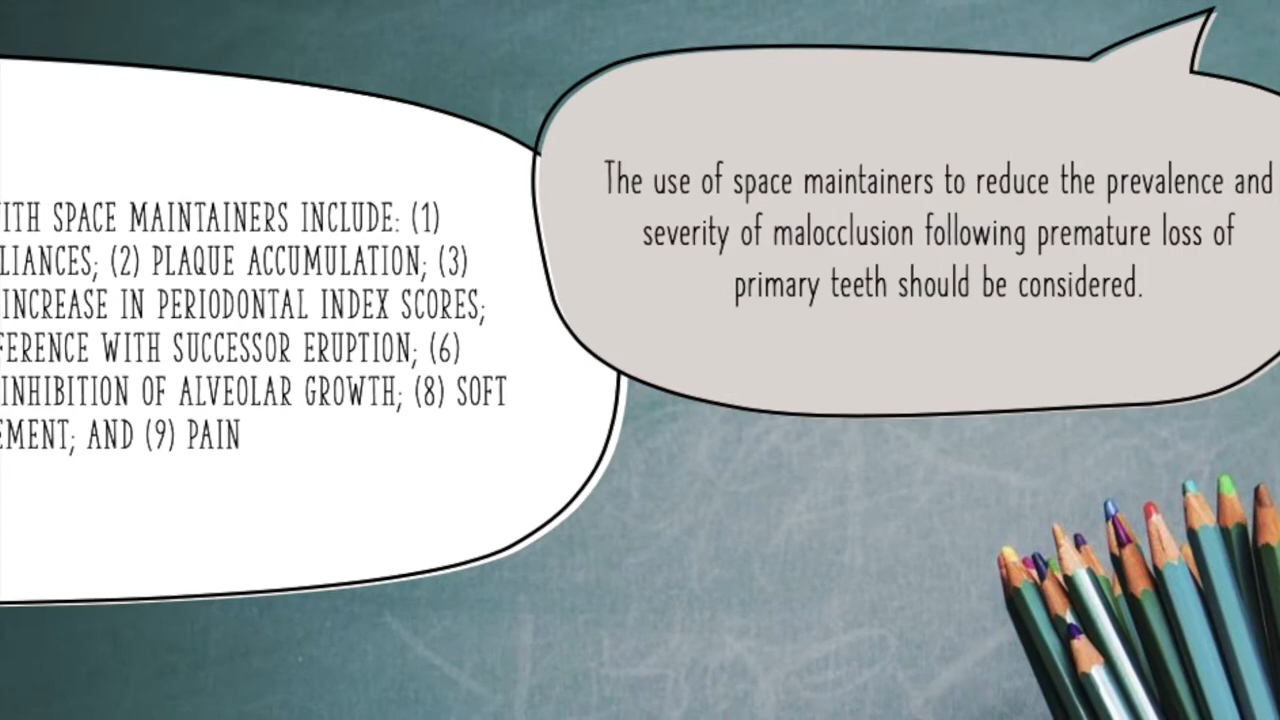 WITH SPACE MAINTAINERS INCLUDE: (1)
LIANCES; (2) PLAQUE ACCUMULATION; (3)
INCREASE IN PERIODONTAL INDEX SCORES;
FERENCE WITH SUCCESSOR ERUPTION; (6)
INHIBITION OF ALVEOLAR GROWTH; (8) SOFT
EMENT; AND (9) PAIN
The use of space maintainers to reduce the prevalence and
severity of malocclusion following premature loss of
primary teeth should be considered.